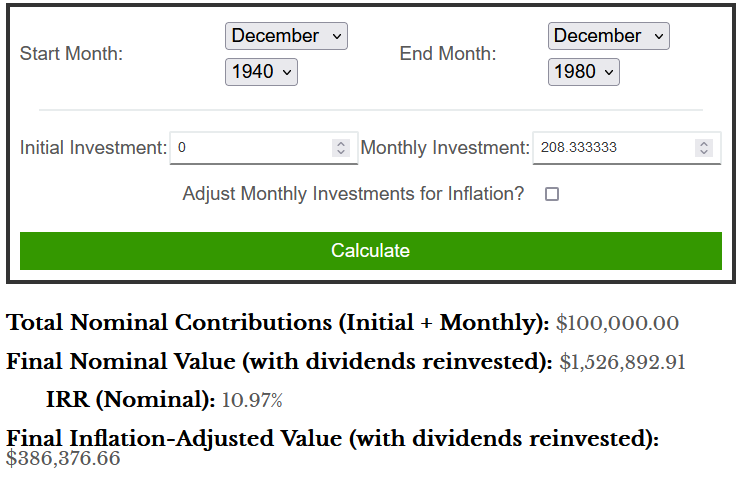 December December
Start Month: End Month:
1940 1980
Initial Investment: 0 Monthly Investment: 208.333333
Adjust Monthly Investments for Inflation?
Calculate
Total Nominal Contributions (Initial + Monthly): $100,000.00
Final Nominal Value (with dividends reinvested): $1,526,892.91
IRR (Nominal): 10.97%
Final Inflation-Adjusted Value (with dividends reinvested):
$386,376.66